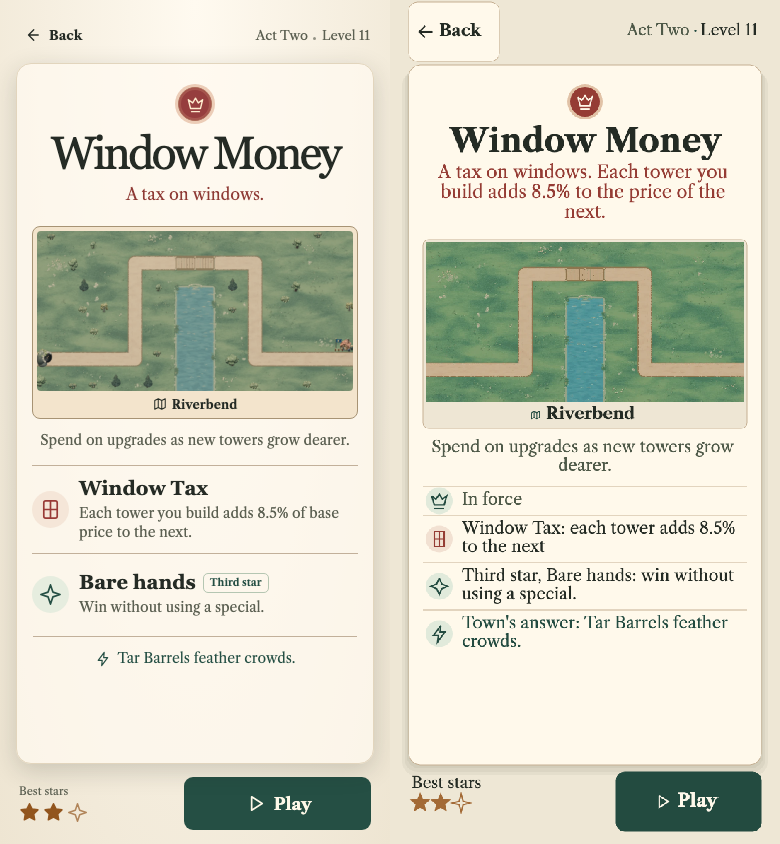 Back
Act Two . Level 11
Window Money
A tax on windows.
Riverbend
Spend on upgrades as new towers grow dearer.
Window Tax
Each tower you build adds 8.5% of base
price to the next.
Bare hands Third star
Win without using a special.
Tar Barrels feather crowds.
Best stars
Play
Back
Act Two · Level 11
Window Money
A tax on windows. Each tower you
build adds 8.5% to the price of the
next.
Riverbend
Spend on upgrades as new towers grow
dearer.
In force
Window Tax: each tower adds 8.5%
to the next
Third star, Bare hands: win without
using a special.
Town's answer: Tar Barrels feather
crowds.
Best stars
Play